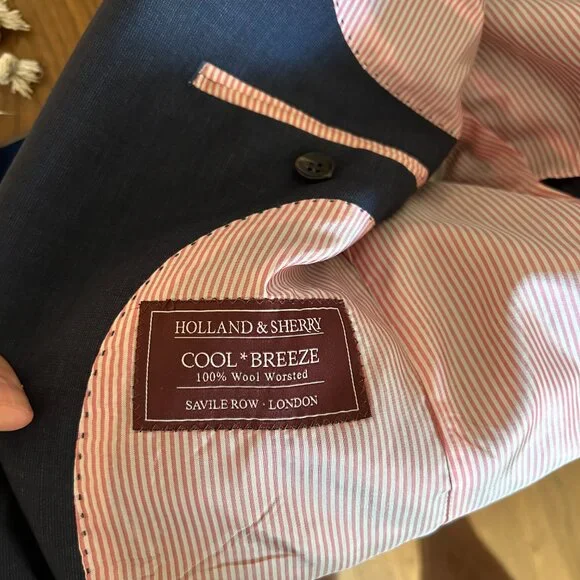 HOLLAND & SHERRY
COOL*BREEZE
100% Wool Worsted
SAVILE ROW · LONDON